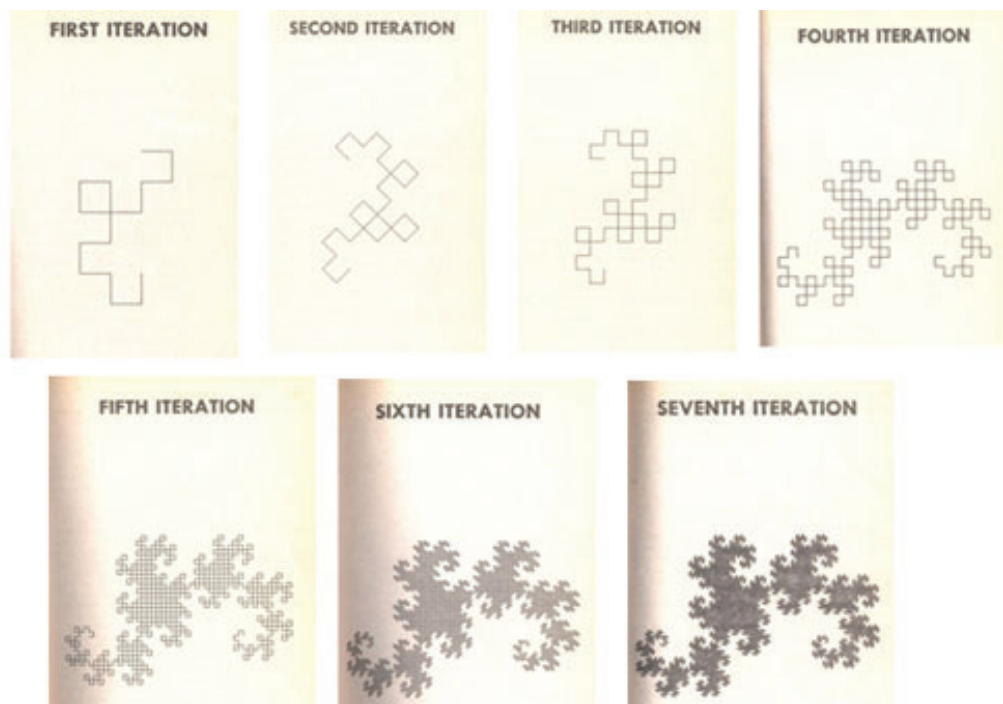 FIRST ITERATION
SECOND ITERATION
THIRD ITERATION
FOURTH ITERATION
FIFTH ITERATION
SIXTH ITERATION
SEVENTH ITERATION